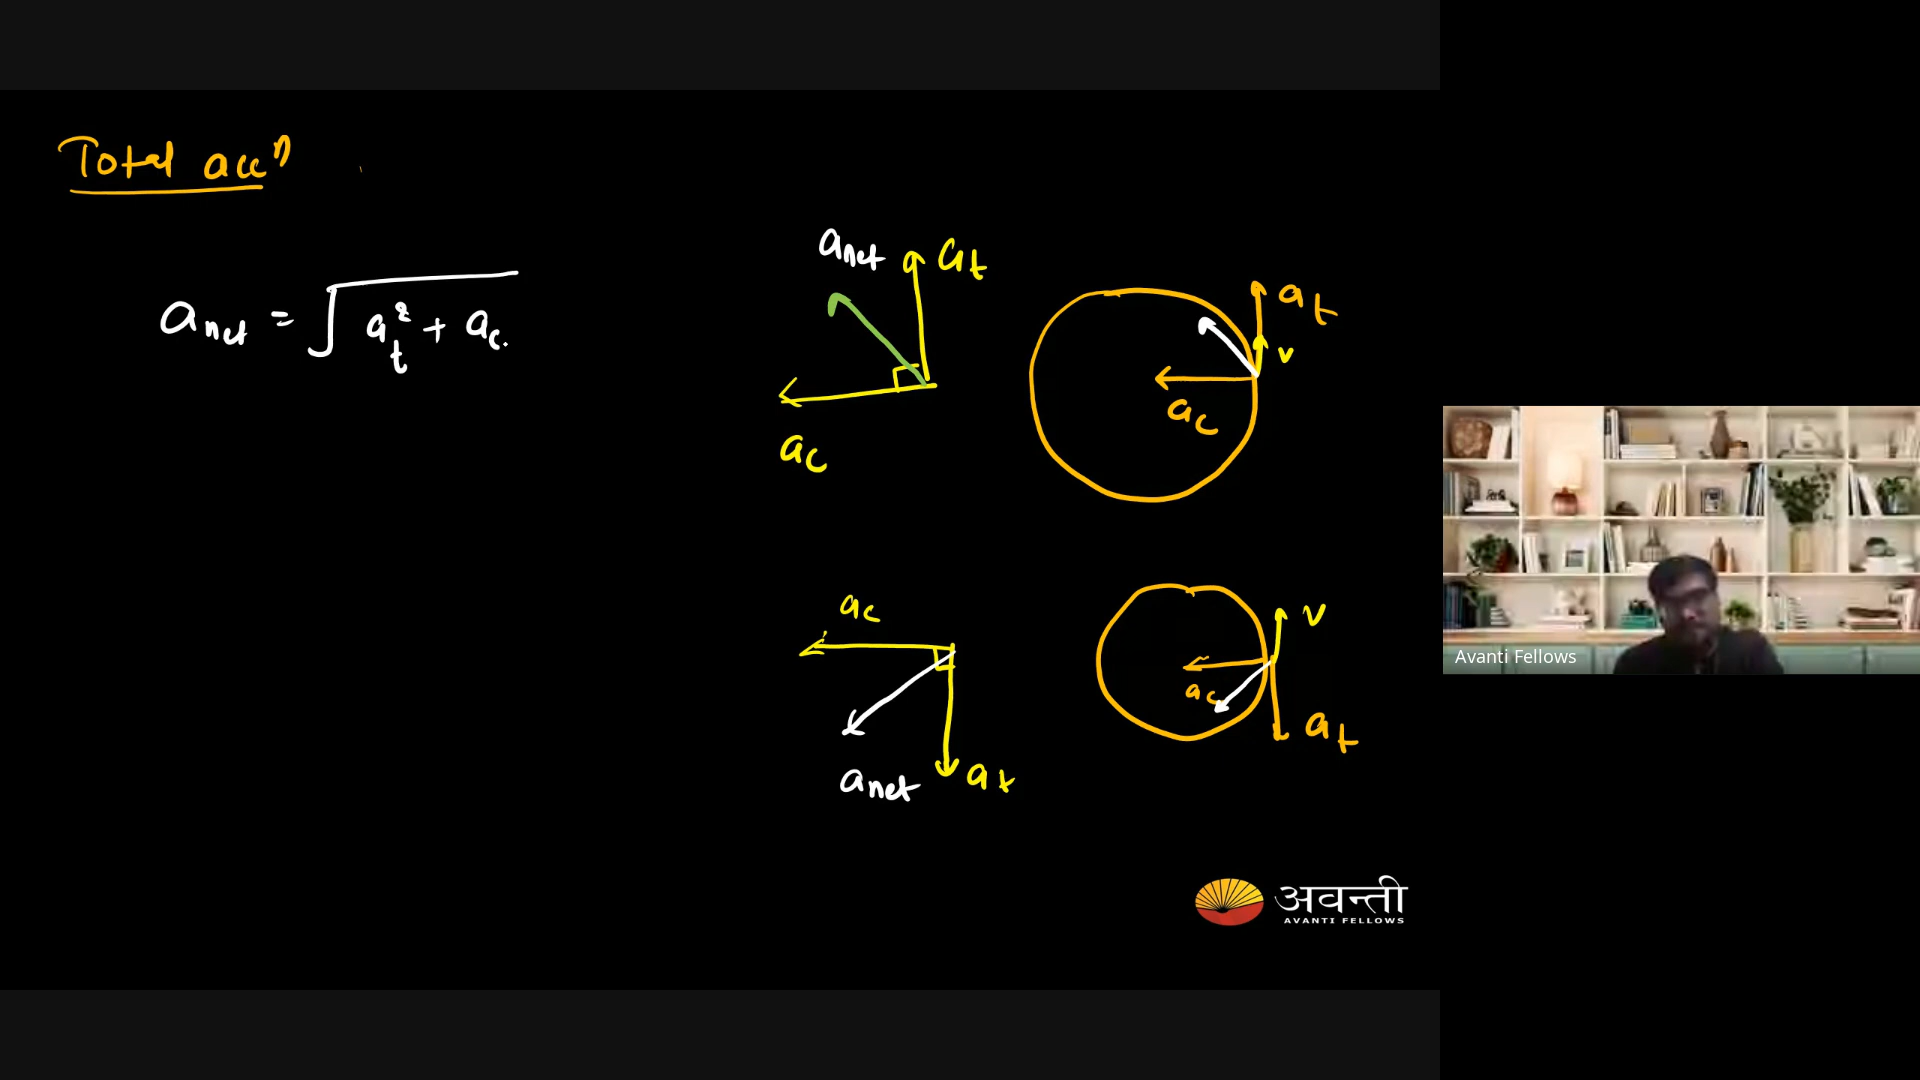 Total accⁿ
a_net = √(a_t² + a_c.
a_net a_t
a_c
a_t
v
a_c
a_c
a_net a_t
v
a_c
a_t
Avanti Fellows
अवन्ती
AVANTI FELLOWS